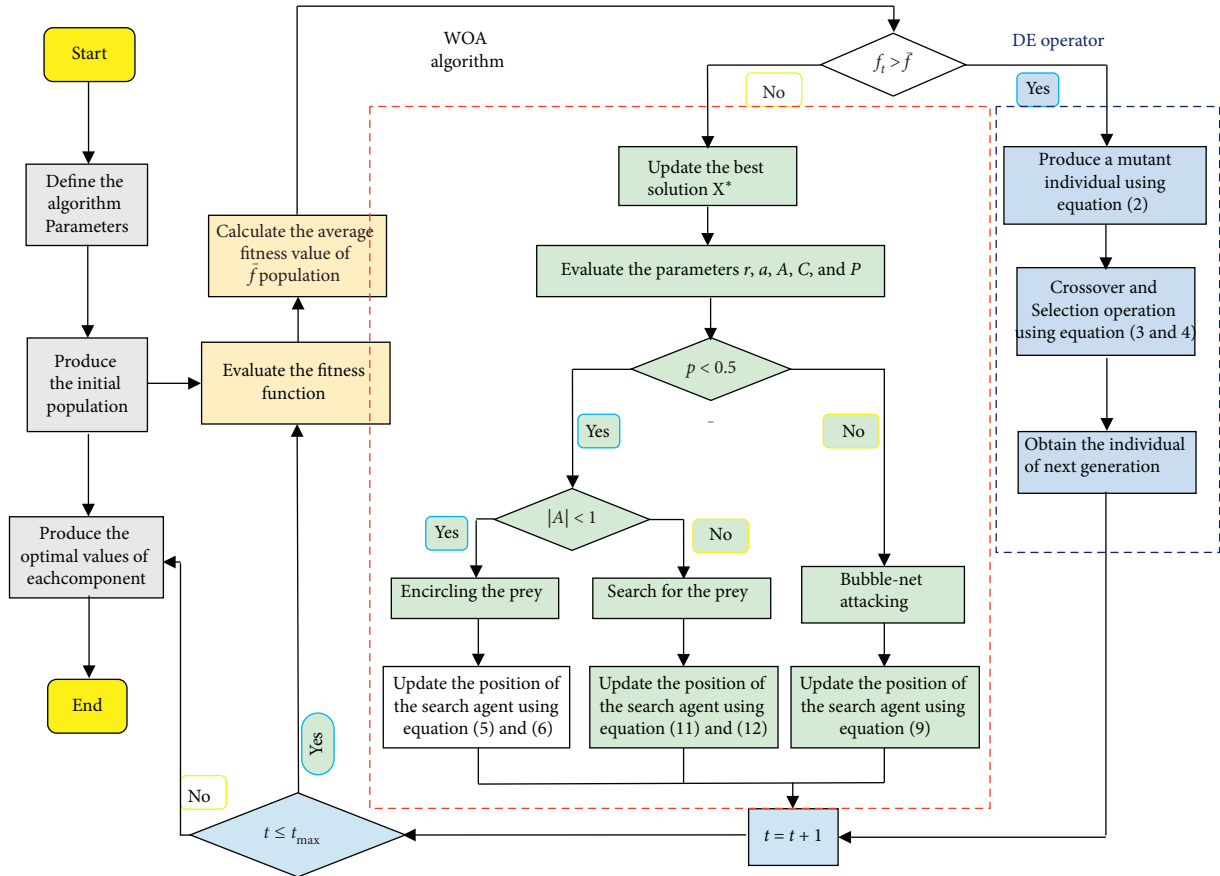 Start
Define the
algorithm
Parameters
Produce
the initial
population
Produce the
optimal values of
eachcomponent
End
Calculate the average
fitness value of
f̄ population
Evaluate the fitness
function
Yes
No
t ≤ tmax
WOA
algorithm
ft > f̄
DE operator
No
Yes
Update the best
solution X*
Evaluate the parameters r, a, A, C, and P
p < 0.5
–
Yes
No
|A| < 1
Yes
No
Encircling the prey
Search for the prey
Bubble-net
attacking
Update the position of
the search agent using
equation (5) and (6)
Update the position of
the search agent using
equation (11) and (12)
Update the position of
the search agent using
equation (9)
t = t + 1
Produce a mutant
individual using
equation (2)
Crossover and
Selection operation
using equation (3 and 4)
Obtain the individual
of next generation